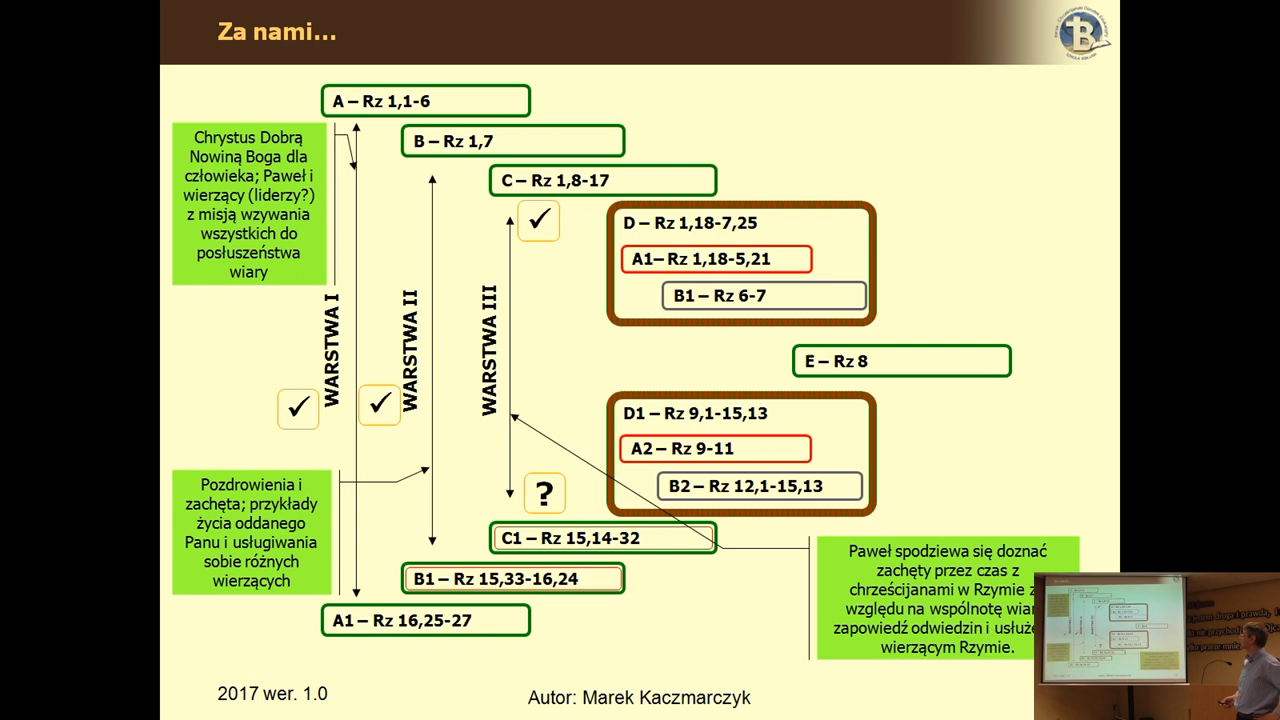 Za nami...
A – Rz 1,1-6
B – Rz 1,7
C – Rz 1,8-17
Chrystus Dobrą
Nowiną Boga dla
człowieka; Paweł i
wierzący (liderzy?)
z misją wzywania
wszystkich do
posłuszeństwa
wiary
D – Rz 1,18-7,25
A1– Rz 1,18-5,21
B1 – Rz 6-7
WARSTWA I
WARSTWA II
WARSTWA III
E – Rz 8
D1 – Rz 9,1-15,13
A2 – Rz 9-11
B2 – Rz 12,1-15,13
?
Pozdrowienia i
zachęta; przykłady
życia oddanego
Panu i usługiwania
sobie różnych
wierzących
C1 – Rz 15,14-32
B1 – Rz 15,33-16,24
A1 – Rz 16,25-27
Paweł spodziewa się doznać
zachęty przez czas z
chrześcijanami w Rzymie z
względu na wspólnotę
zapowiedź odwiedzin i
wierzącym Rzymie.
2017 wer. 1.0
Autor: Marek Kaczmarczyk